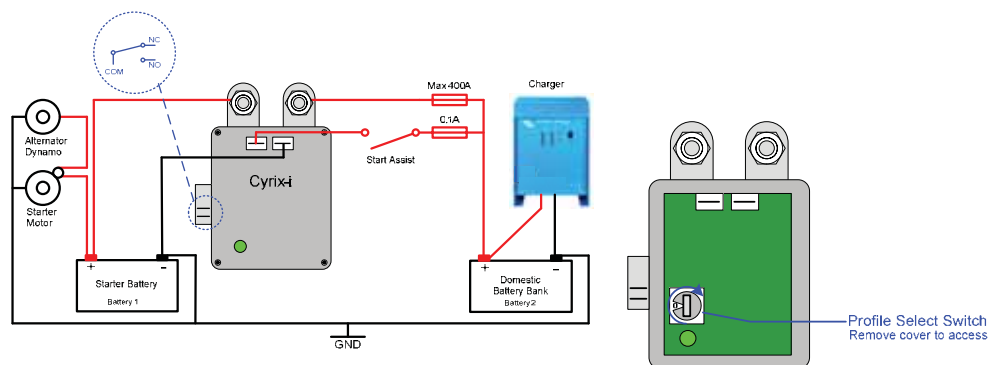 NC
COM
NO
Max 400A
Charger
0.1A
Alternator
Dynamo
Start Assist
Cyrix-i
Starter
Motor
+
-
Starter Battery
Battery 1
+
-
Domestic
Battery Bank
Battery 2
GND
Profile Select Switch
Remove cover to access